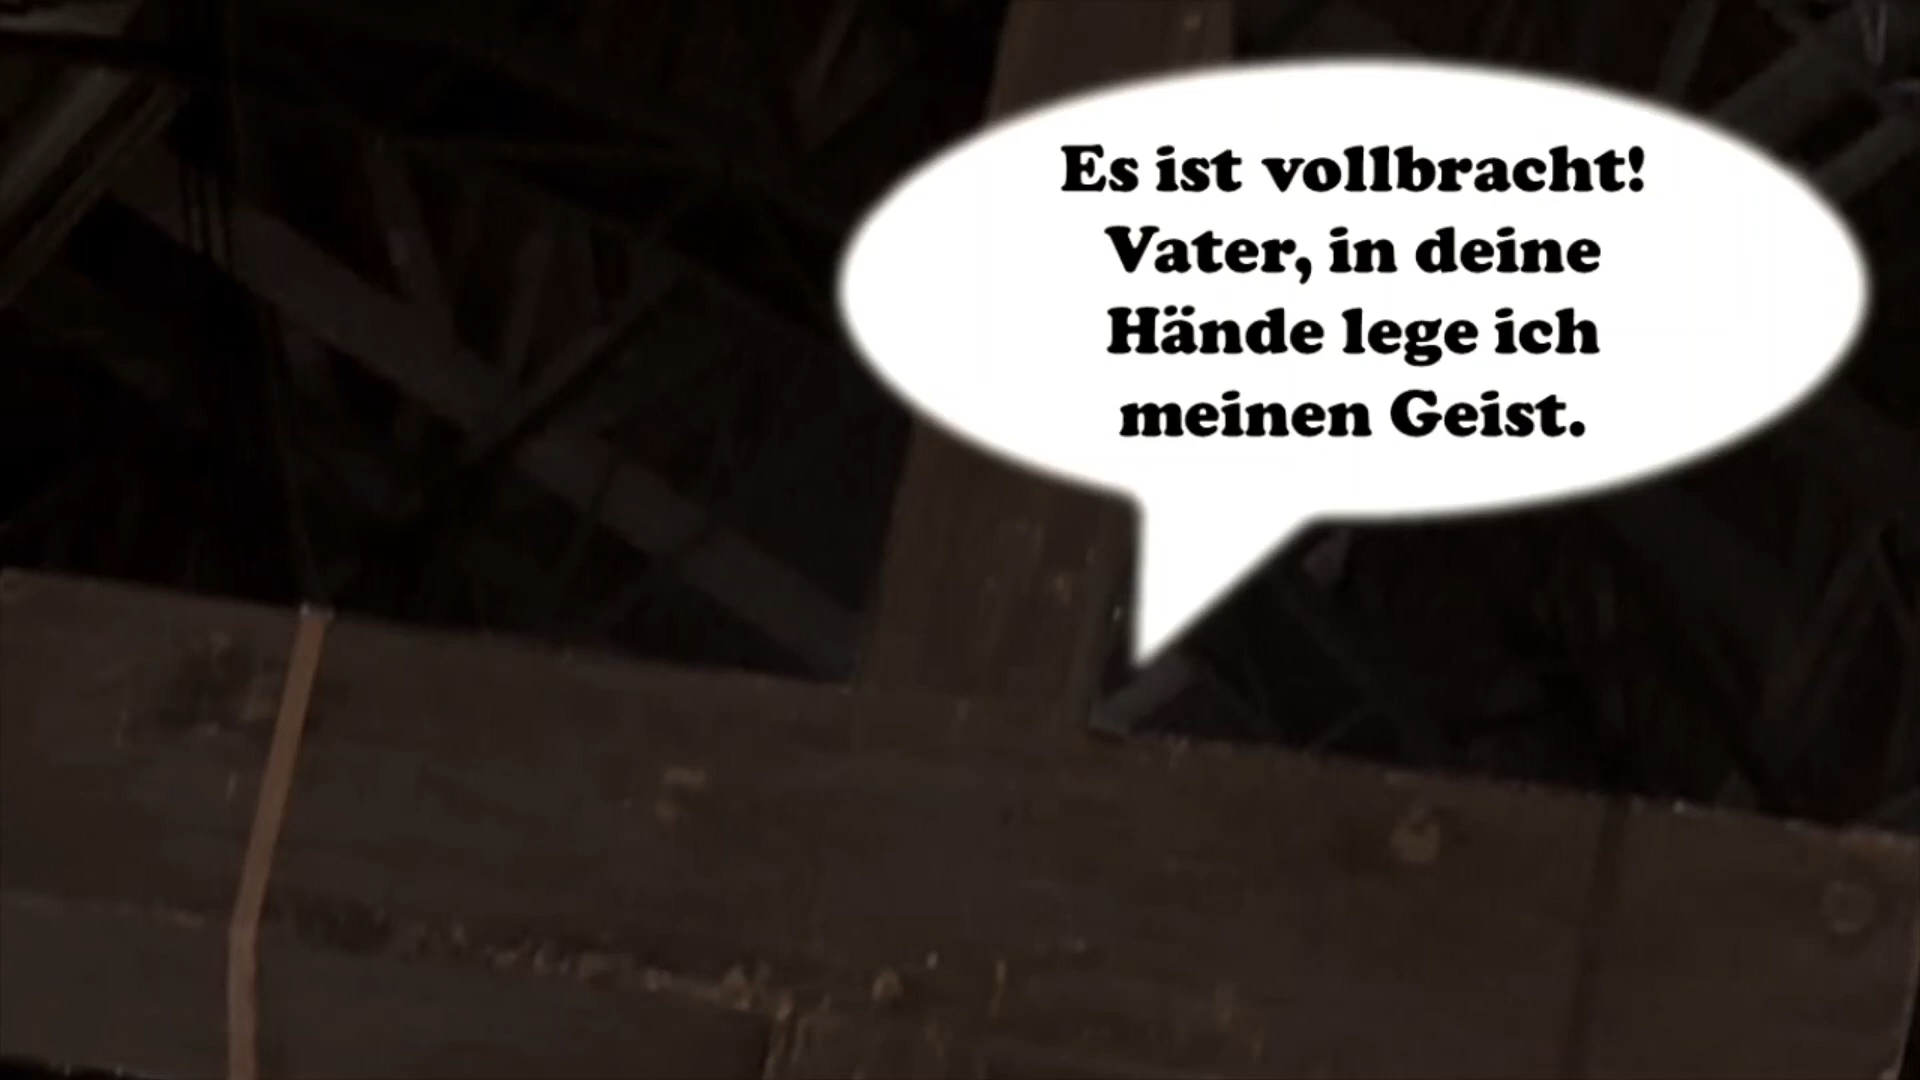 Es ist vollbracht!
Vater, in deine
Hände lege ich
meinen Geist.